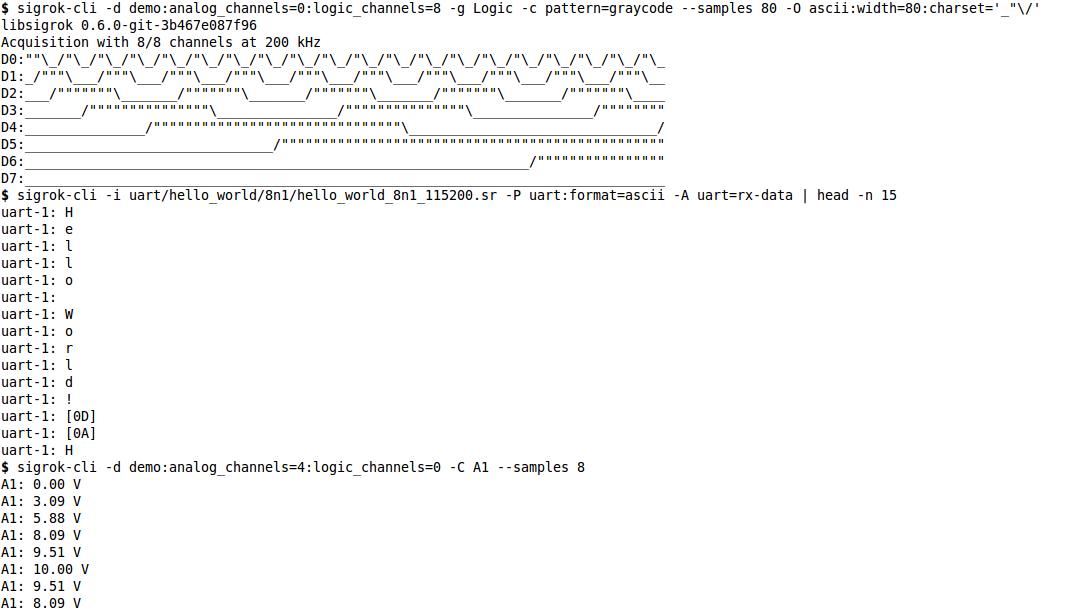 $ sigrok-cli -d demo:analog_channels=0:logic_channels=8 -g Logic -c pattern=graycode --samples 80 -O ascii:width=80:charset='_"\/'
libsigrok 0.6.0-git-3b467e087f96
Acquisition with 8/8 channels at 200 kHz
D0:""\_/"\_/"\_/"\_/"\_/"\_/"\_/"\_/"\_/"\_/"\_/"\_/"\_/"\_/"\_/"\_/"\_/"\_/"\_/"\_
D1:_/"""\___/"""\___/"""\___/"""\___/"""\___/"""\___/"""\___/"""\___/"""\___/"""\__
D2:___/"""""""\_______/"""""""\_______/"""""""\_______/"""""""\_______/"""""""\____
D3:_______/"""""""""""""""\_______________/"""""""""""""""\_______________/""""""""
D4:_______________/"""""""""""""""""""""""""""""""\_______________________________/
D5:_______________________________/""""""""""""""""""""""""""""""""""""""""""""""""
D6:_______________________________________________________________/""""""""""""""""
D7:________________________________________________________________________________
$ sigrok-cli -i uart/hello_world/8n1/hello_world_8n1_115200.sr -P uart:format=ascii -A uart=rx-data | head -n 15
uart-1: H
uart-1: e
uart-1: l
uart-1: l
uart-1: o
uart-1:
uart-1: W
uart-1: o
uart-1: r
uart-1: l
uart-1: d
uart-1: !
uart-1: [0D]
uart-1: [0A]
uart-1: H
$ sigrok-cli -d demo:analog_channels=4:logic_channels=0 -C A1 --samples 8
A1: 0.00 V
A1: 3.09 V
A1: 5.88 V
A1: 8.09 V
A1: 9.51 V
A1: 10.00 V
A1: 9.51 V
A1: 8.09 V